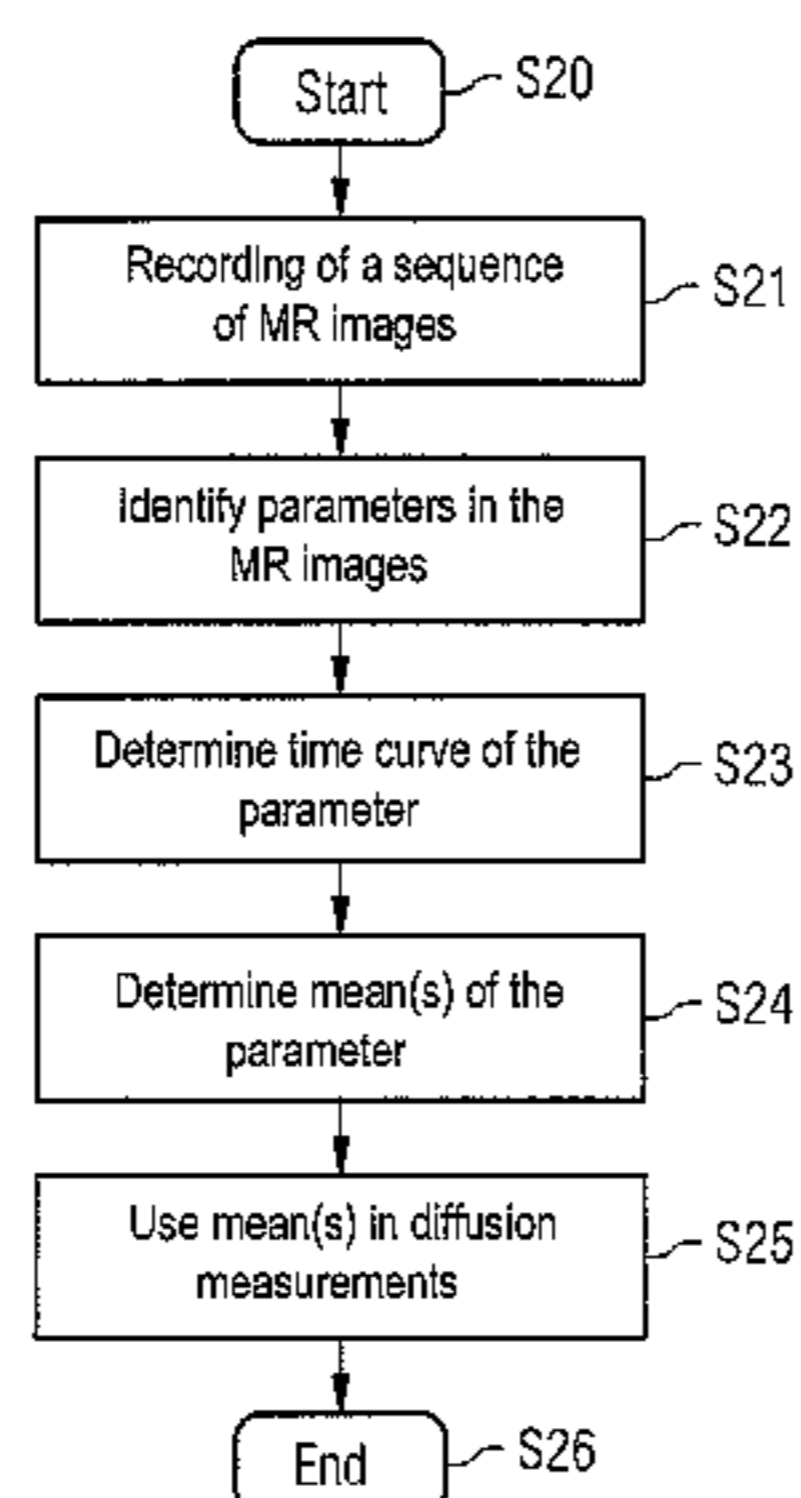 Start
S20
Recording of a sequence
of MR images
S21
Identify parameters in the
MR images
S22
Determine time curve of the
parameter
S23
Determine mean(s) of the
parameter
S24
Use mean(s) in diffusion
measurements
S25
End
S26